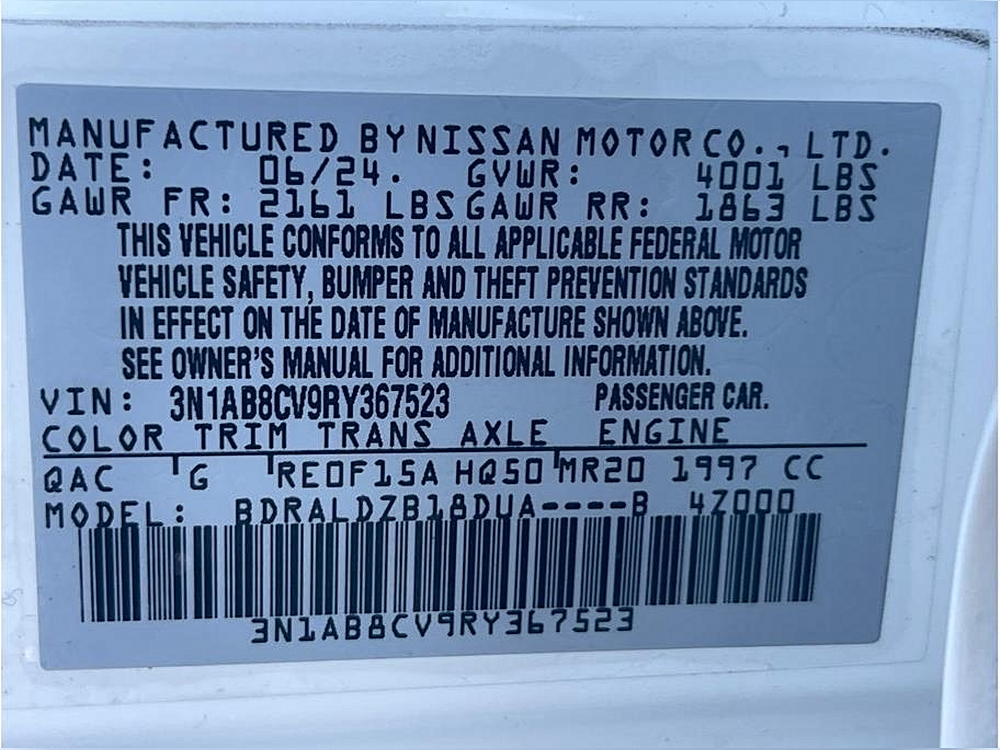 MANUFACTURED BY NISSAN MOTOR CO., LTD.
DATE: 06/24. GVWR: 4001 LBS
GAWR FR: 2161 LBS GAWR RR: 1863 LBS
THIS VEHICLE CONFORMS TO ALL APPLICABLE FEDERAL MOTOR
VEHICLE SAFETY, BUMPER AND THEFT PREVENTION STANDARDS
IN EFFECT ON THE DATE OF MANUFACTURE SHOWN ABOVE.
SEE OWNER'S MANUAL FOR ADDITIONAL INFORMATION.
VIN: 3N1AB8CV9RY367523 PASSENGER CAR.
COLOR TRIM TRANS AXLE ENGINE
QAC G RE0F15A HQ50 MR20 1997 CC
MODEL: BDRALDZB18DUA----B 4Z000
3N1AB8CV9RY367523